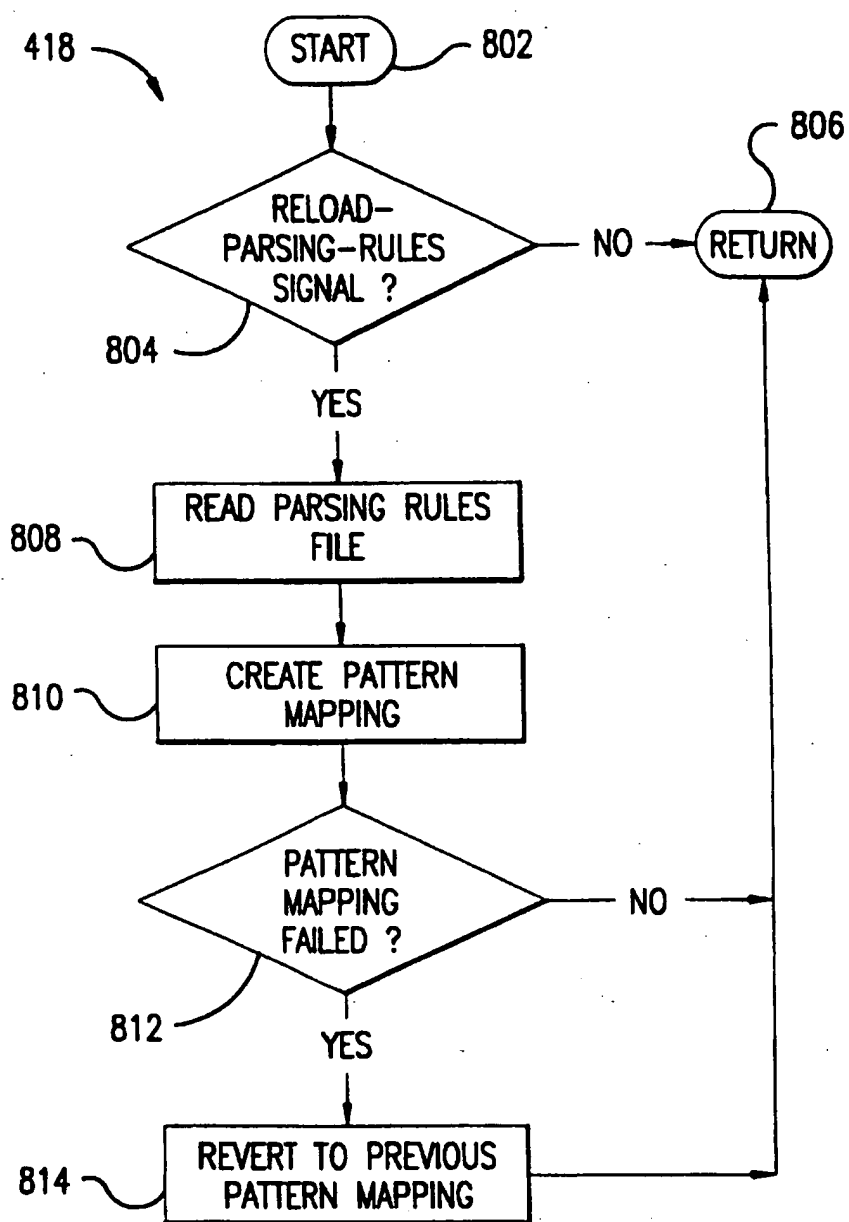 418
START
802
806
RELOAD-
PARSING-RULES
SIGNAL ?
NO
RETURN
804
YES
READ PARSING RULES
FILE
808
CREATE PATTERN
MAPPING
810
PATTERN
MAPPING
FAILED ?
NO
812
YES
REVERT TO PREVIOUS
PATTERN MAPPING
814